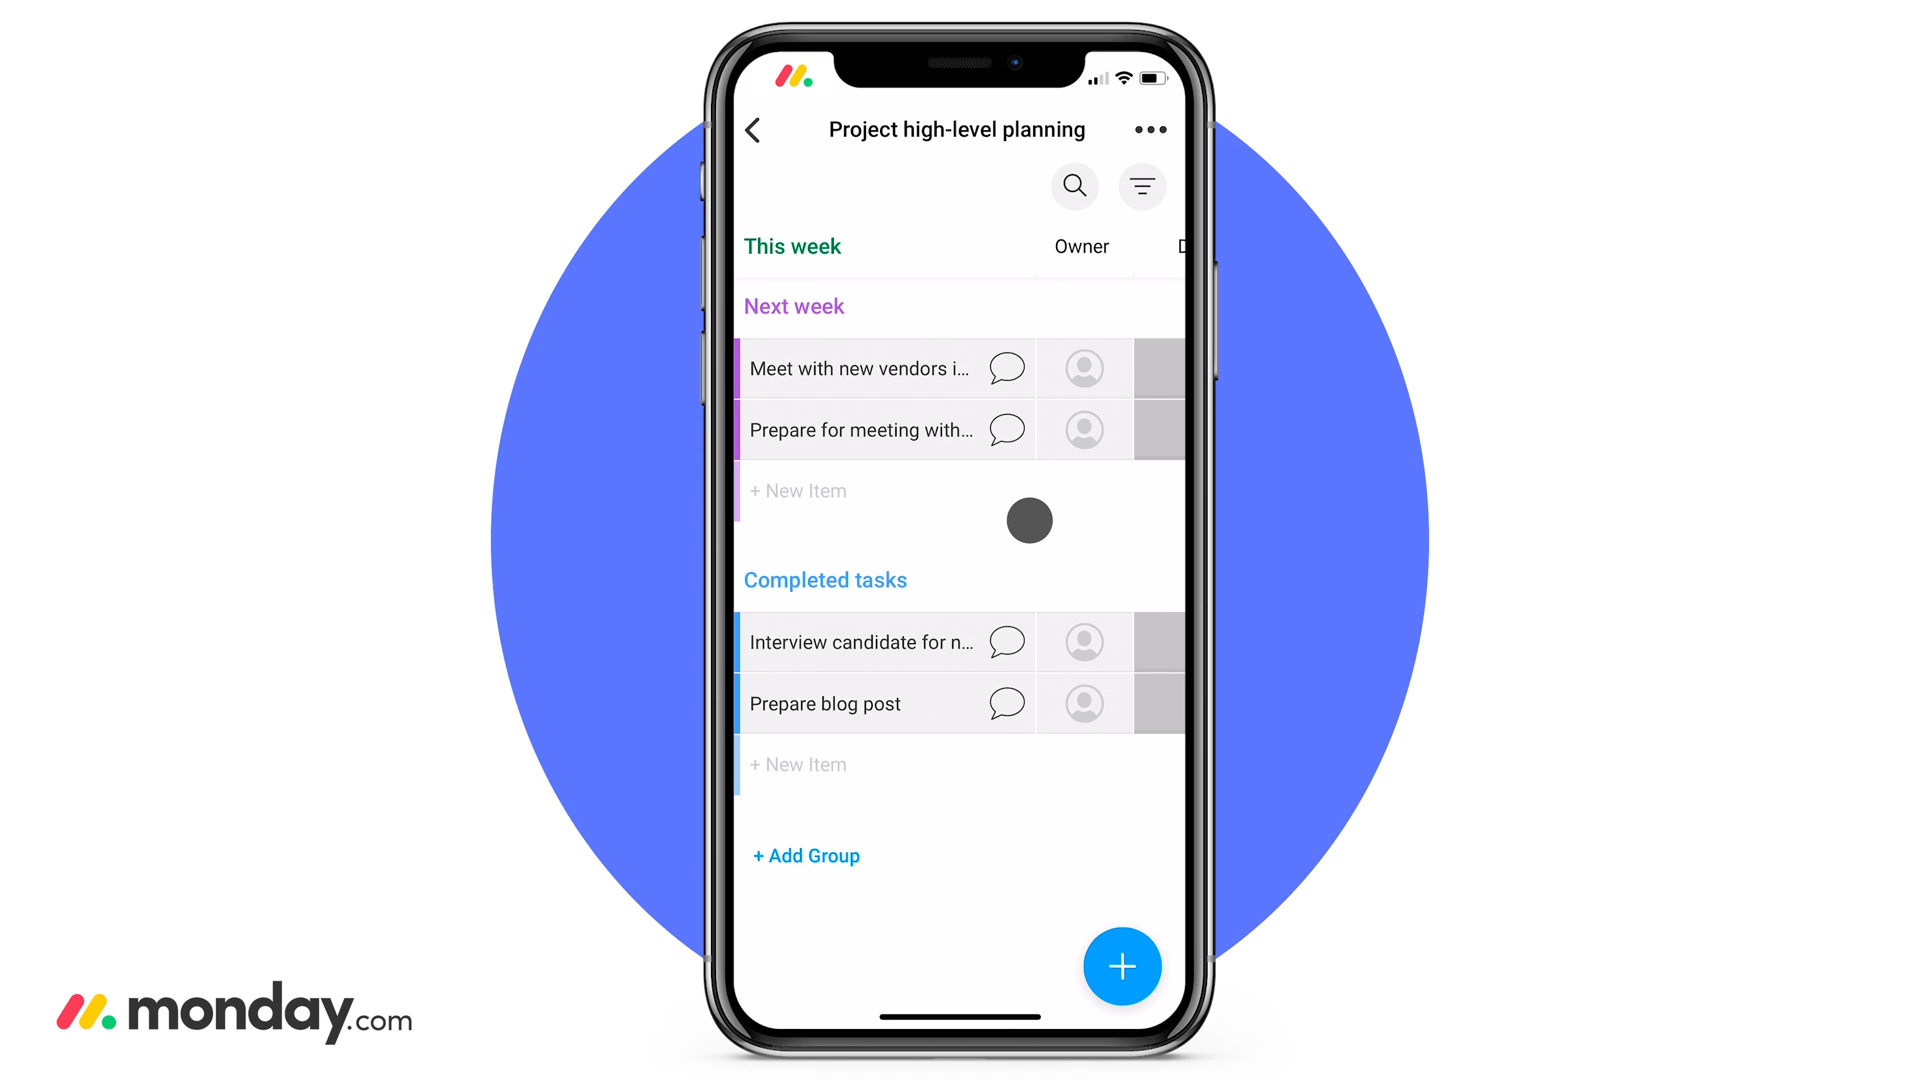 Project high-level planning
This week Owner
Next week
Meet with new vendors i...
Prepare for meeting with...
+ New Item
Completed tasks
Interview candidate for n...
Prepare blog post
+ New Item
+ Add Group
monday.com